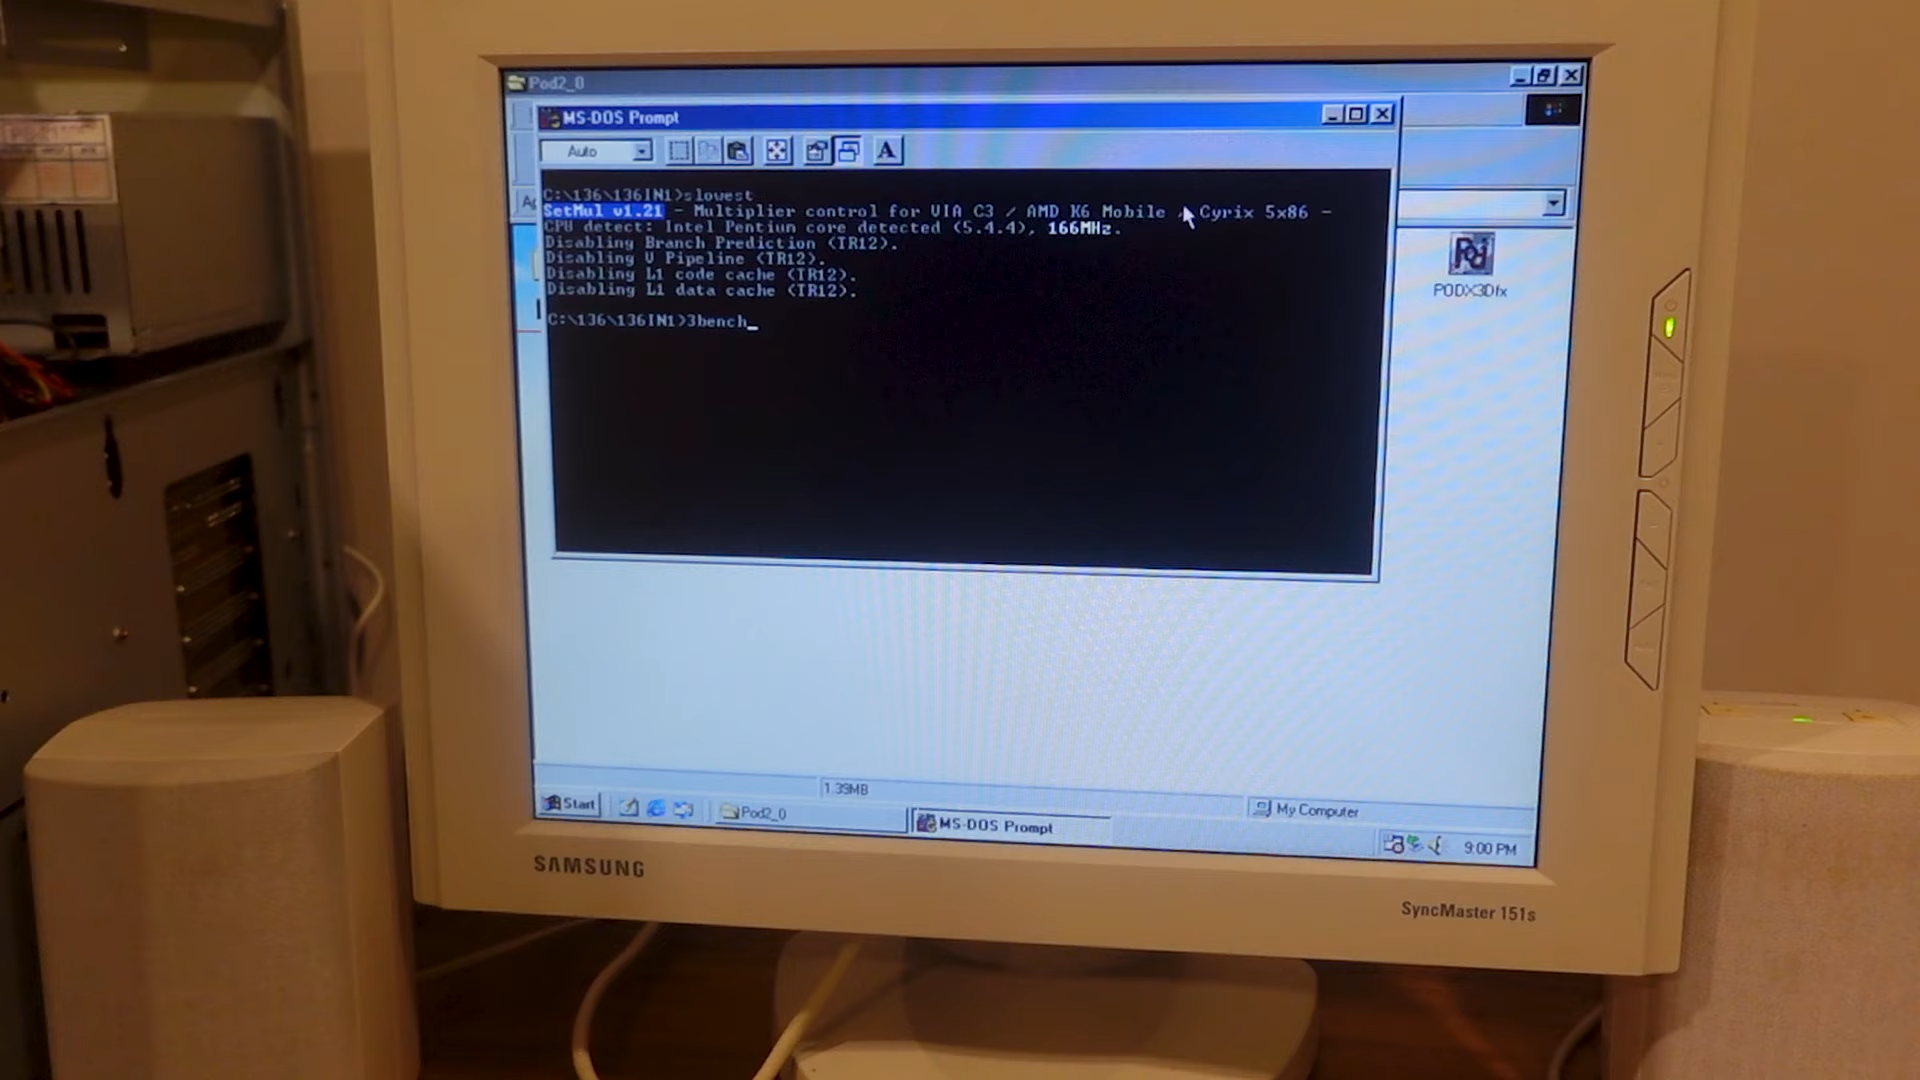 Pod2_0
MS-DOS Prompt
Auto
A
C:\136\136IN1>slowest
SetMul v1.21 - Multiplier control for VIA C3 / AMD K6 Mobile / Cyrix 5x86 -
CPU detect: Intel Pentium core detected (5.4.4), 166MHz.
Disabling Branch Prediction (TR12).
Disabling V Pipeline (TR12).
Disabling L1 code cache (TR12).
Disabling L1 data cache (TR12).
C:\136\136IN1>3bench_
PODX3Dfx
1.39MB
My Computer
Start
Pod2_0
MS-DOS Prompt
9:00 PM
SAMSUNG
SyncMaster 151s